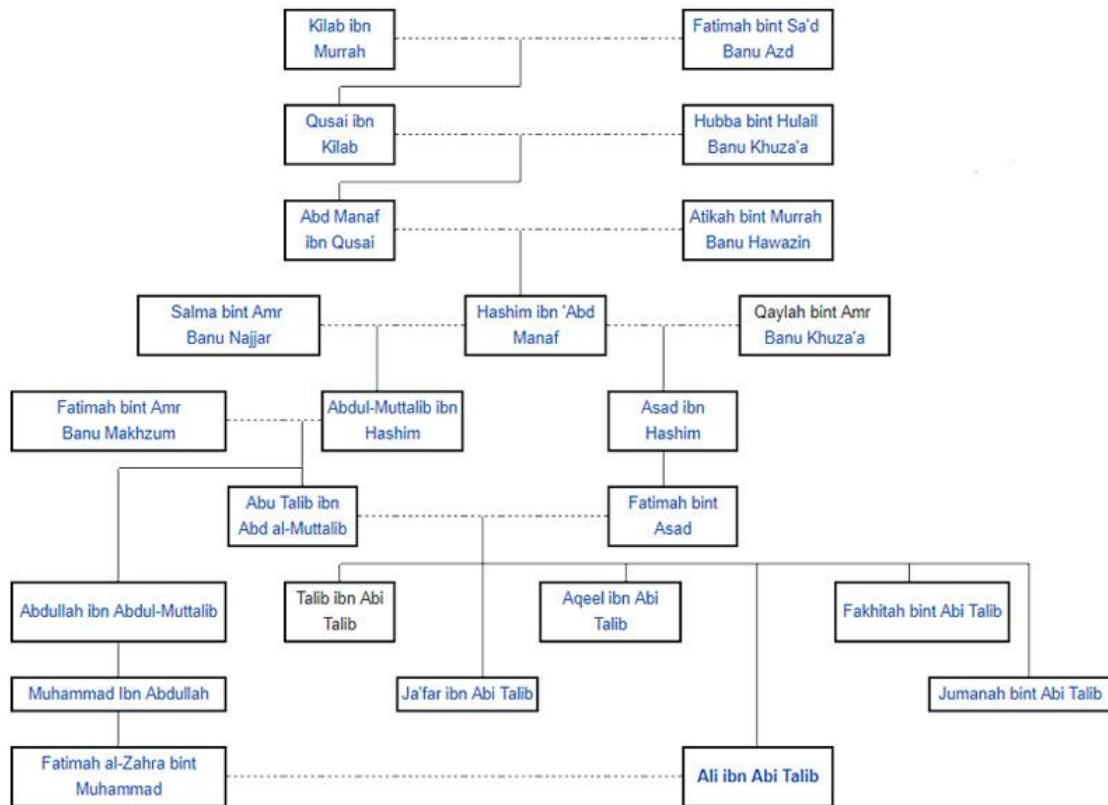 Kilab ibn
Murrah
Fatimah bint Sa'd
Banu Azd
Qusai ibn
Kilab
Hubba bint Hulail
Banu Khuza'a
Abd Manaf
ibn Qusai
Atikah bint Murrah
Banu Hawazin
Salma bint Amr
Banu Najjar
Hashim ibn 'Abd
Manaf
Qaylah bint Amr
Banu Khuza'a
Fatimah bint Amr
Banu Makhzum
Abdul-Muttalib ibn
Hashim
Asad ibn
Hashim
Abu Talib ibn
Abd al-Muttalib
Fatimah bint
Asad
Abdullah ibn Abdul-Muttalib
Talib ibn Abi
Talib
Aqeel ibn Abi
Talib
Fakhitah bint Abi Talib
Muhammad Ibn Abdullah
Ja'far ibn Abi Talib
Jumanah bint Abi Talib
Fatimah al-Zahra bint
Muhammad
Ali ibn Abi Talib